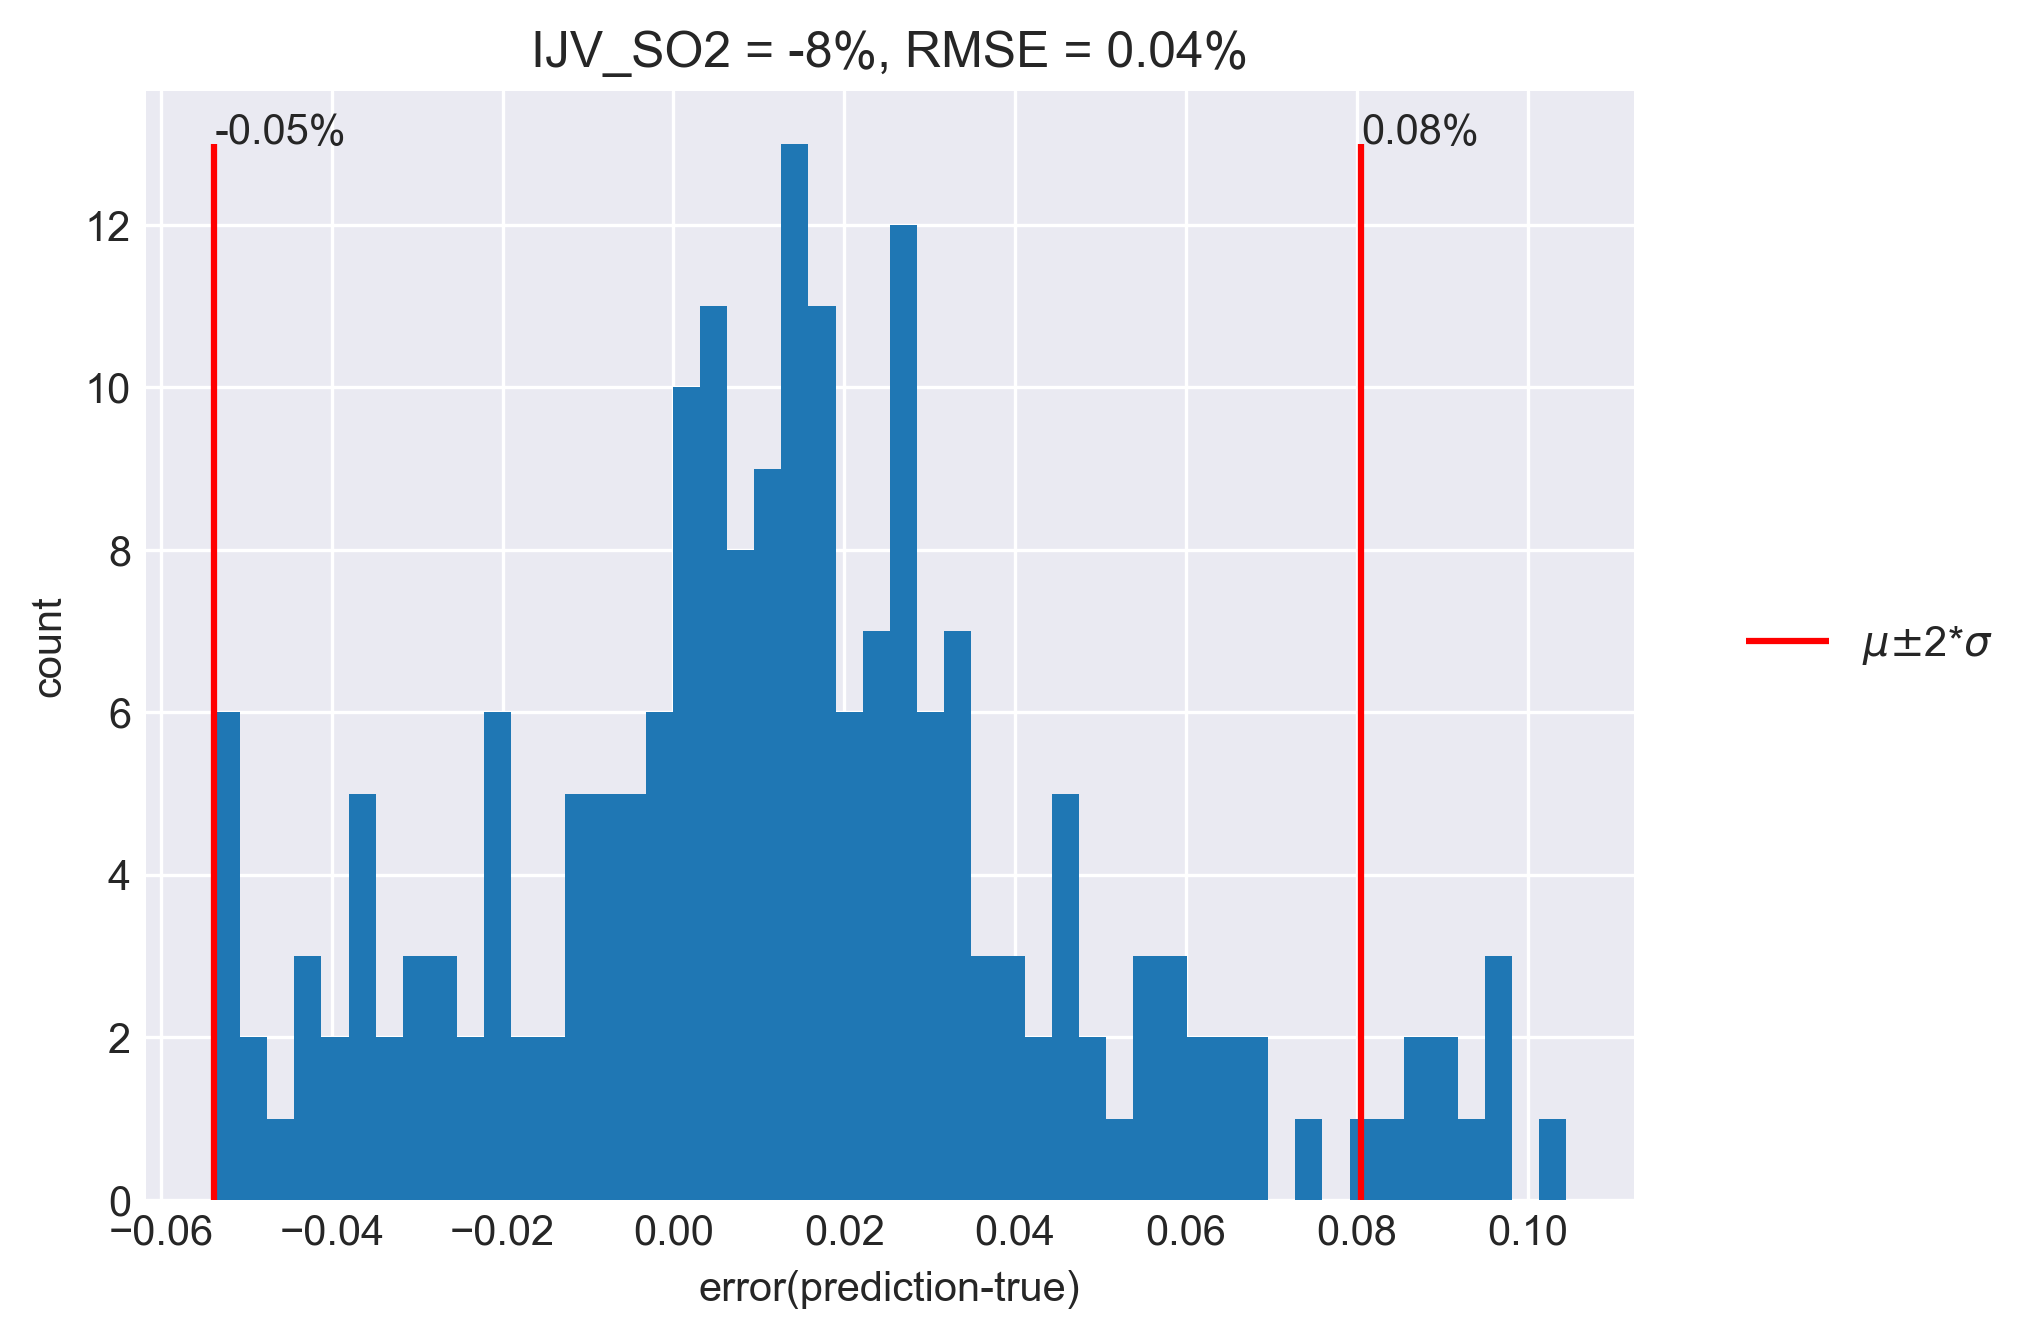 IJV_SO2 = -8%, RMSE = 0.04%
-0.05%
0.08%
12
10
8
6
4
2
0
count
μ±2*σ
−0.06 −0.04 −0.02 0.00 0.02 0.04 0.06 0.08 0.10
error(prediction-true)